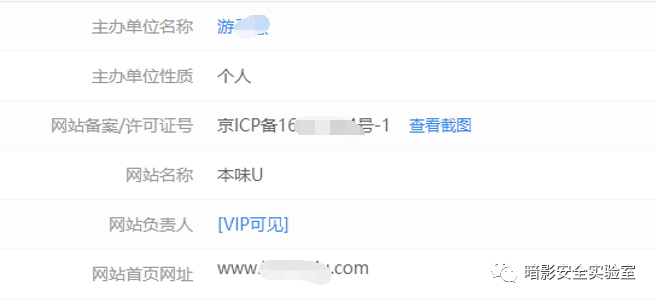 主办单位名称 游
主办单位性质 个人
网站备案/许可证号 京ICP备16 4号-1 查看截图
网站名称 本味U
网站负责人 [VIP可见]
网站首页网址 www. .com
暗影安全实验室